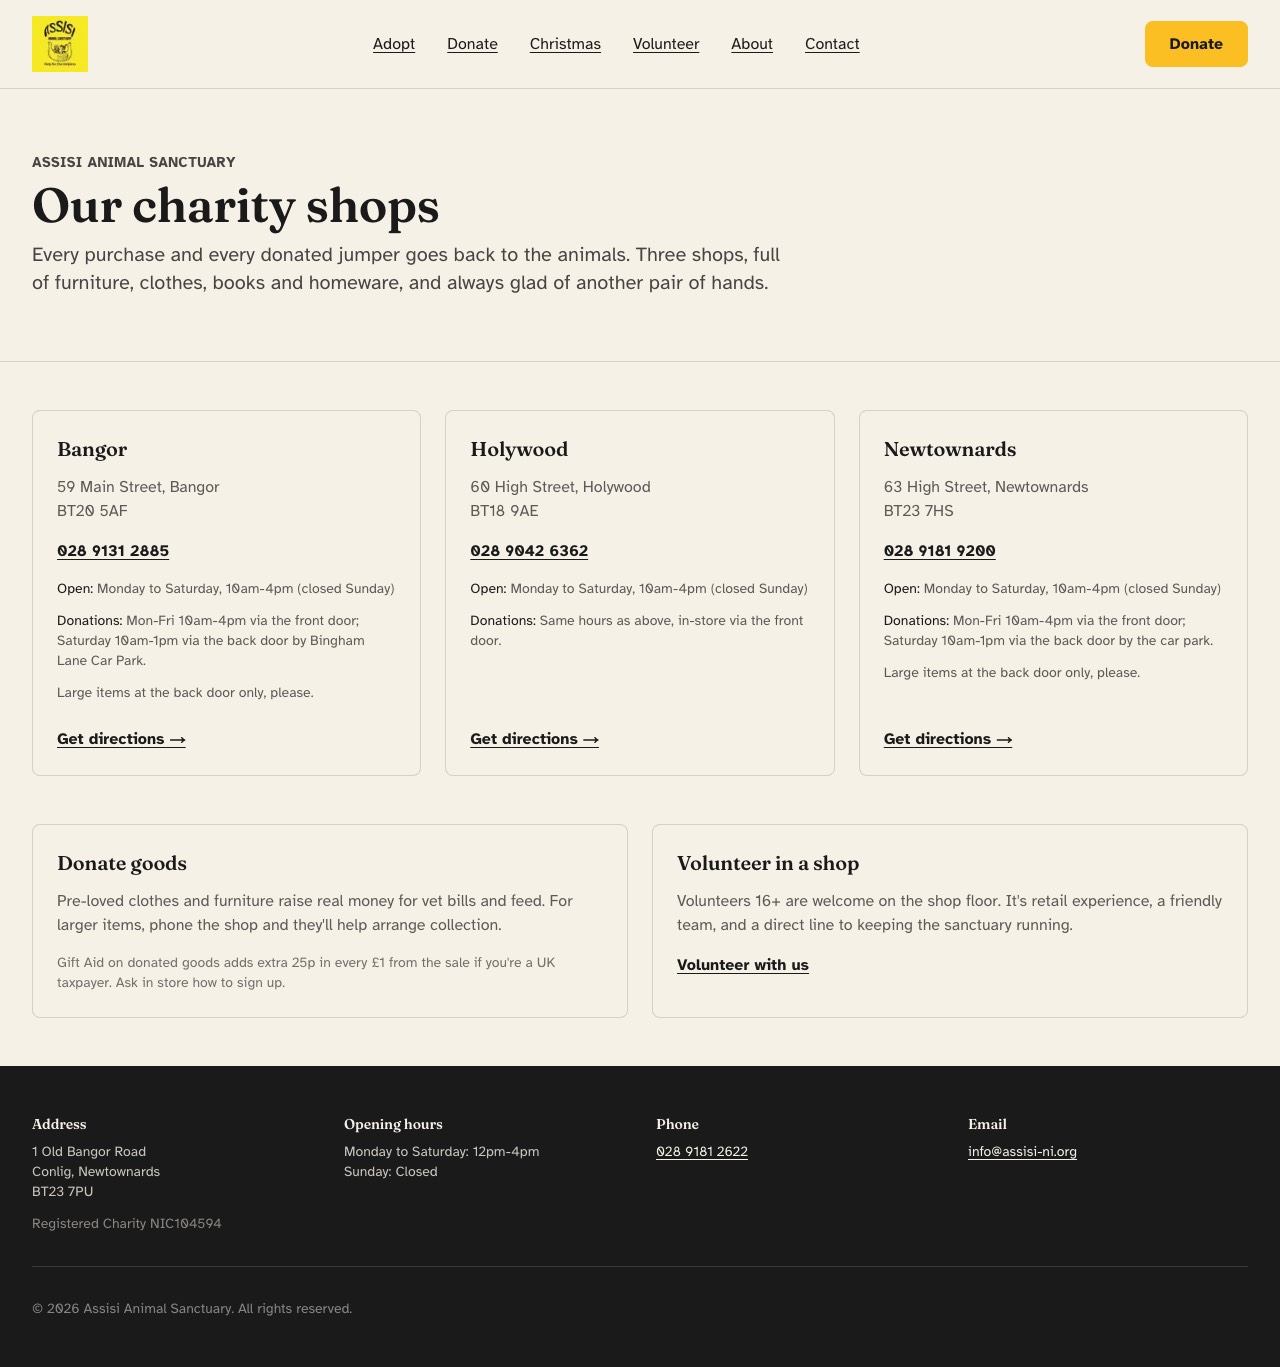 ASSISI
Adopt
Donate
Christmas
Volunteer
About
Contact
Donate
ASSISI ANIMAL SANCTUARY
Our charity shops
Every purchase and every donated jumper goes back to the animals. Three shops, full
of furniture, clothes, books and homeware, and always glad of another pair of hands.
Bangor
59 Main Street, Bangor
BT20 5AF
028 9131 2885
Open: Monday to Saturday, 10am-4pm (closed Sunday)
Donations: Mon-Fri 10am-4pm via the front door;
Saturday 10am-1pm via the back door by Bingham
Lane Car Park.
Large items at the back door only, please.
Get directions →
Holywood
60 High Street, Holywood
BT18 9AE
028 9042 6362
Open: Monday to Saturday, 10am-4pm (closed Sunday)
Donations: Same hours as above, in-store via the front
door.
Get directions →
Newtownards
63 High Street, Newtownards
BT23 7HS
028 9181 9200
Open: Monday to Saturday, 10am-4pm (closed Sunday)
Donations: Mon-Fri 10am-4pm via the front door;
Saturday 10am-1pm via the back door by the car park.
Large items at the back door only, please.
Get directions →
Donate goods
Pre-loved clothes and furniture raise real money for vet bills and feed. For
larger items, phone the shop and they'll help arrange collection.
Gift Aid on donated goods adds extra 25p in every £1 from the sale if you're a UK
taxpayer. Ask in store how to sign up.
Volunteer in a shop
Volunteers 16+ are welcome on the shop floor. It's retail experience, a friendly
team, and a direct line to keeping the sanctuary running.
Volunteer with us
Address
1 Old Bangor Road
Conlig, Newtownards
BT23 7PU
Registered Charity NIC104594
Opening hours
Monday to Saturday: 12pm-4pm
Sunday: Closed
Phone
028 9181 2622
Email
info@assisi-ni.org
© 2026 Assisi Animal Sanctuary. All rights reserved.